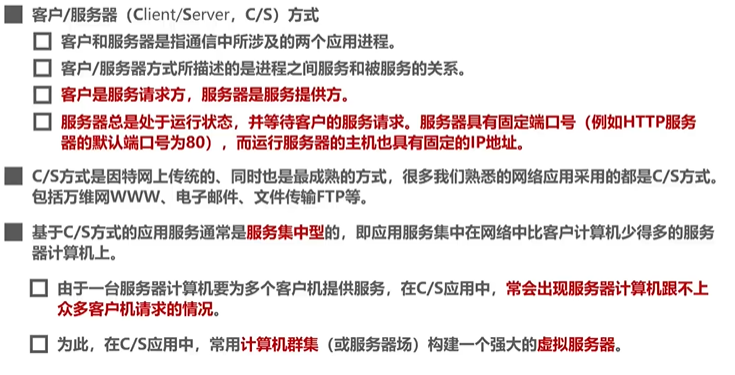 客户/服务器（Client/Server，C/S）方式
客户和服务器是指通信中所涉及的两个应用进程。
客户/服务器方式所描述的是进程之间服务和被服务的关系。
客户是服务请求方，服务器是服务提供方。
服务器总是处于运行状态，并等待客户的服务请求。服务器具有固定端口号（例如HTTP服务
器的默认端口号为80），而运行服务器的主机也具有固定的IP地址。
C/S方式是因特网上传统的、同时也是最成熟的方式，很多我们熟悉的网络应用采用的都是C/S方式。
包括万维网WWW、电子邮件、文件传输FTP等。
基于C/S方式的应用服务通常是服务集中型的，即应用服务集中在网络中比客户计算机少得多的服务
器计算机上。
由于一台服务器计算机要为多个客户机提供服务，在C/S应用中，常会出现服务器计算机跟不上
众多客户机请求的情况。
为此，在C/S应用中，常用计算机群集（或服务器场）构建一个强大的虚拟服务器。